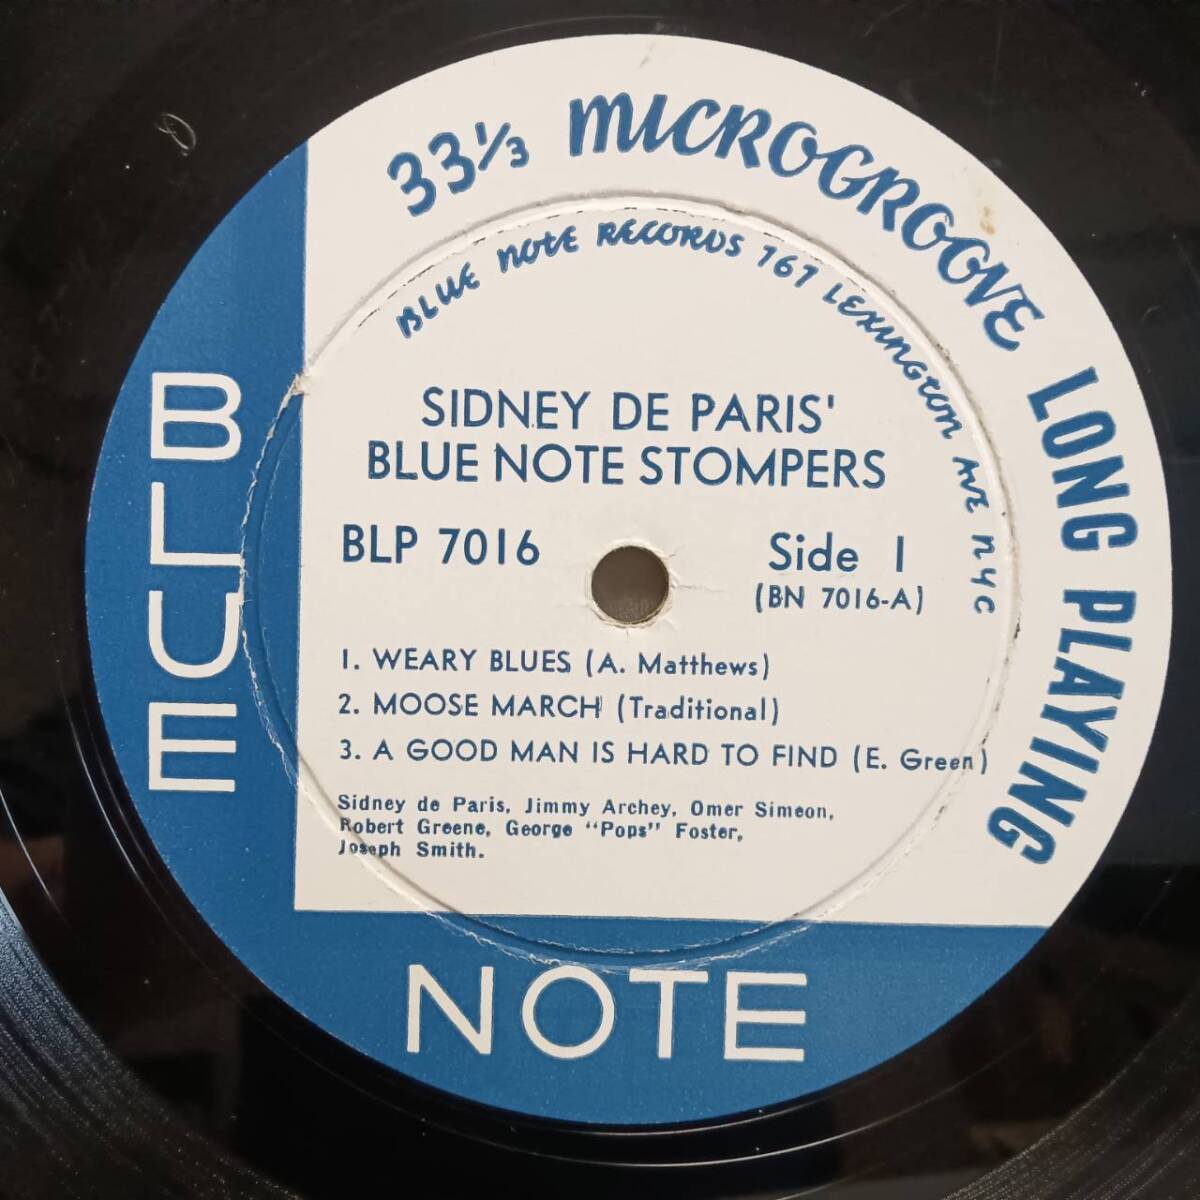 33⅓ MICROGROOVE LONG PLAYING
BLUE NOTE RECORDS 767 LEXINGTON AVE NYC
SIDNEY DE PARIS'
BLUE NOTE STOMPERS
BLP 7016
Side 1
(BN 7016-A)
1. WEARY BLUES (A. Matthews)
2. MOOSE MARCH (Traditional)
3. A GOOD MAN IS HARD TO FIND (E. Green)
Sidney de Paris, Jimmy Archey, Omer Simeon,
Robert Greene, George "Pops" Foster,
Joseph Smith.
BLUE
NOTE